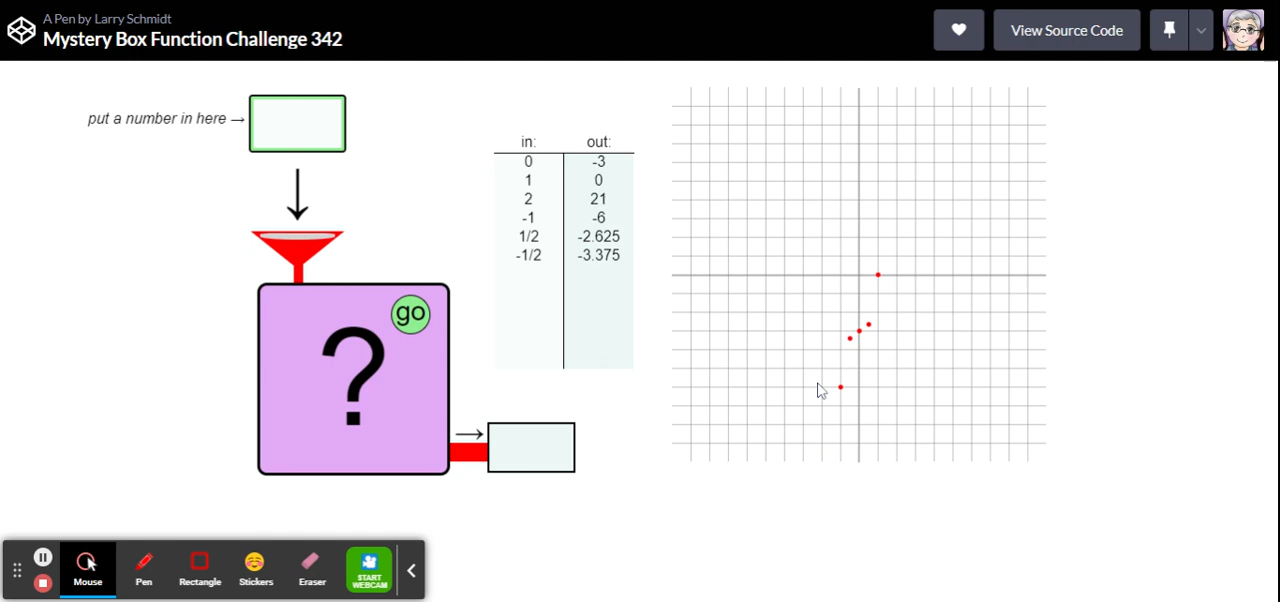 A Pen by Larry Schmidt
Mystery Box Function Challenge 342
View Source Code
put a number in here →
in: out:
0 -3
1 0
2 21
-1 -6
1/2 -2.625
-1/2 -3.375
go
?
Mouse
Pen
Rectangle
Stickers
Eraser
START
WEBCAM